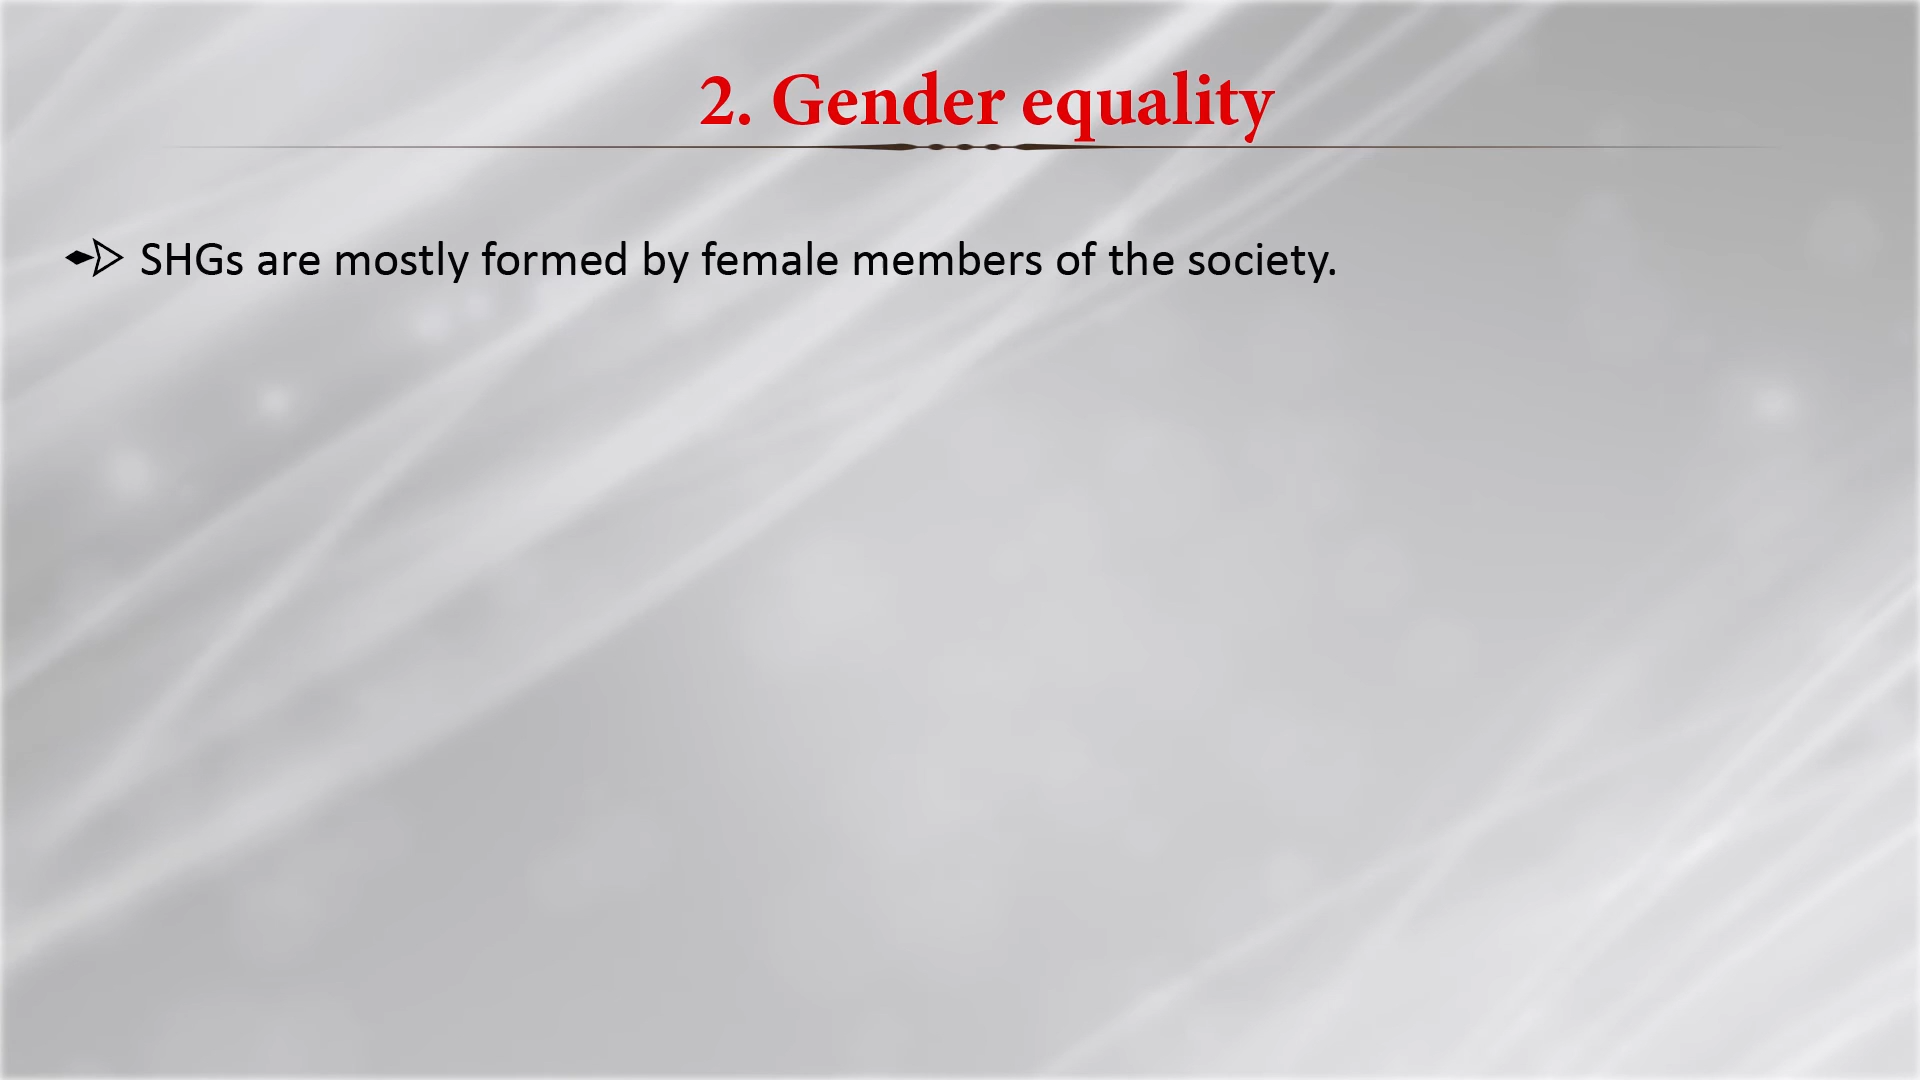 2. Gender equality
SHGs are mostly formed by female members of the society.